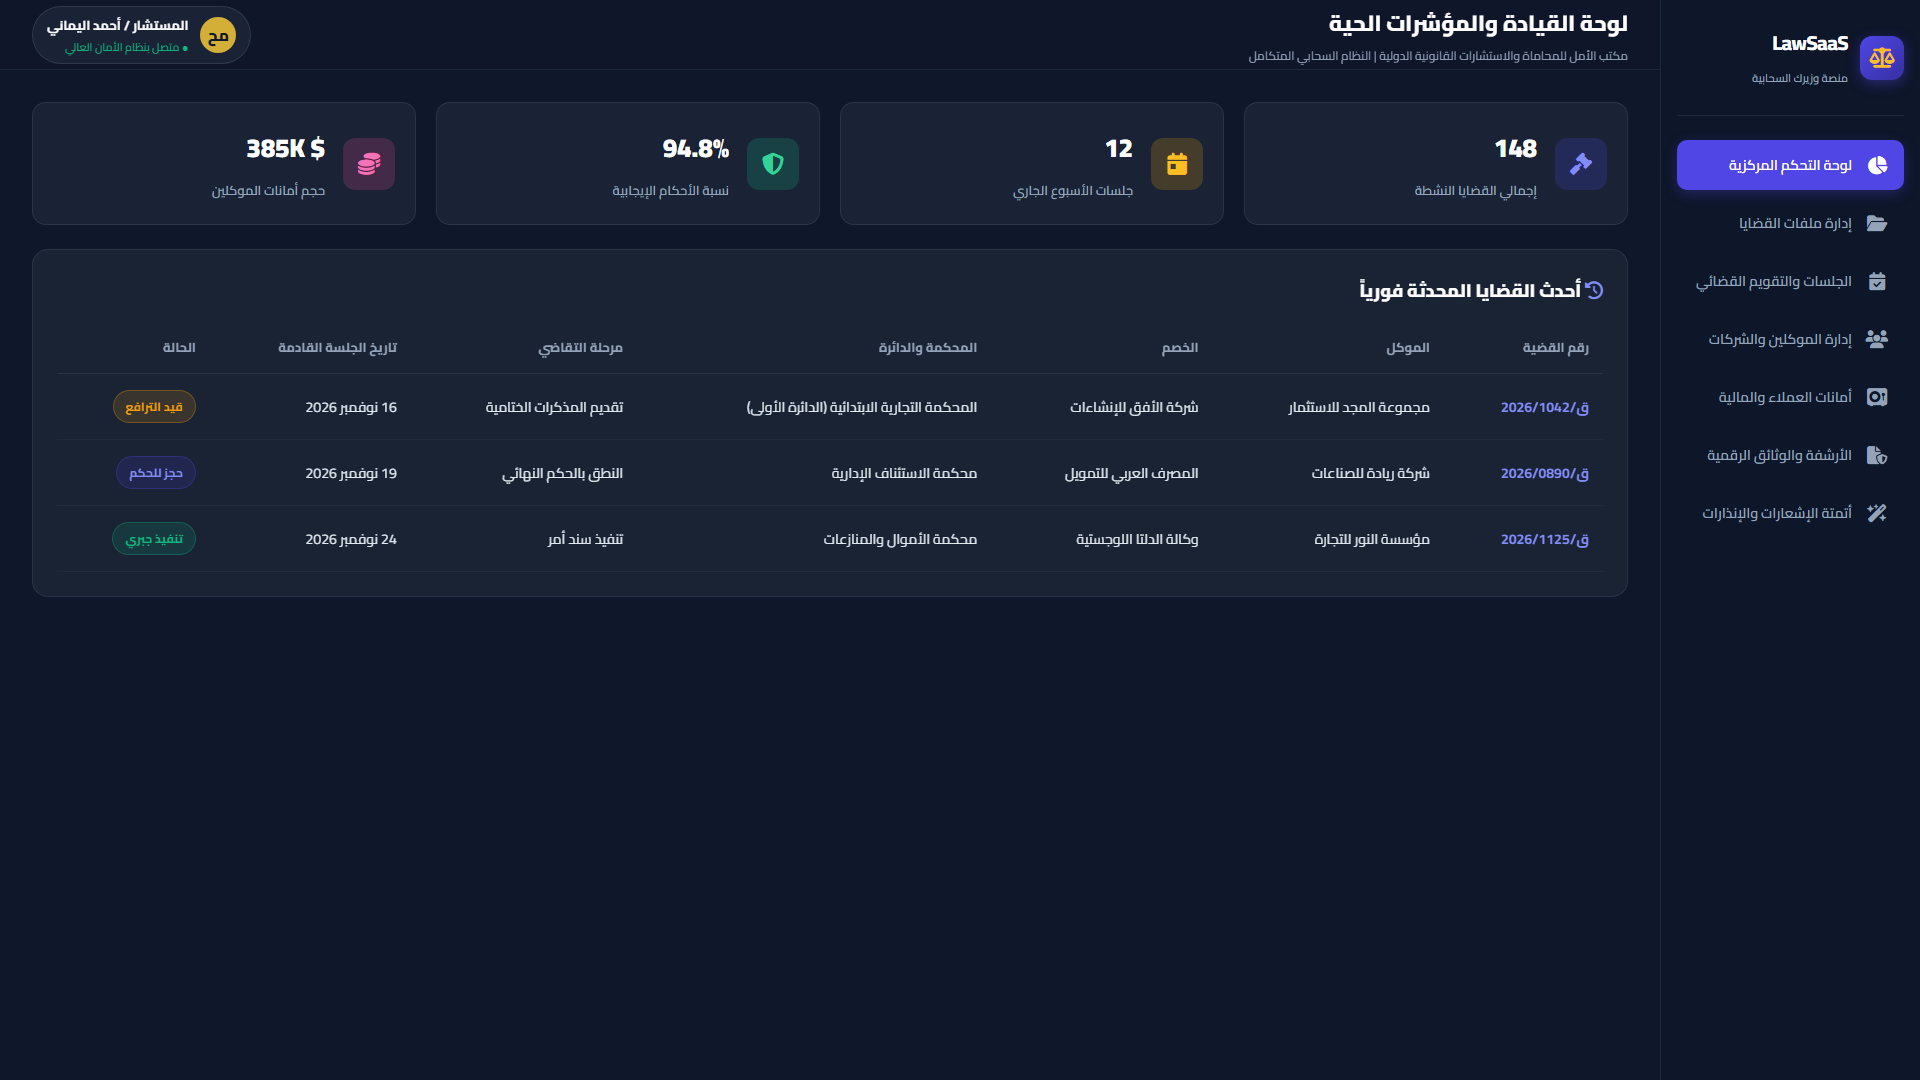 LawSaaS
منصة وزيرك السحابية
لوحة التحكم المركزية
إدارة ملفات القضايا
الجلسات والتقويم القضائي
إدارة الموكلين والشركات
أمانات العملاء والمالية
الأرشفة والوثائق الرقمية
أتمتة الإشعارات والإنذارات
لوحة القيادة والمؤشرات الحية
مكتب الأمل للمحاماة والاستشارات القانونية الدولية | النظام السحابي المتكامل
مح
المستشار / أحمد اليماني
● متصل بنظام الأمان العالي
148
إجمالي القضايا النشطة
12
جلسات الأسبوع الجاري
94.8%
نسبة الأحكام الإيجابية
385K $
حجم أمانات الموكلين
أحدث القضايا المحدثة فورياً
رقم القضية الموكل الخصم المحكمة والدائرة مرحلة التقاضي تاريخ الجلسة القادمة الحالة
ق/1042/2026 مجموعة المجد للاستثمار شركة الأفق للإنشاءات المحكمة التجارية الابتدائية (الدائرة الأولى) تقديم المذكرات الختامية 16 نوفمبر 2026 قيد الترافع
ق/0890/2026 شركة ريادة للصناعات المصرف العربي للتمويل محكمة الاستئناف الإدارية النطق بالحكم النهائي 19 نوفمبر 2026 حجز للحكم
ق/1125/2026 مؤسسة النور للتجارة وكالة الدلتا اللوجستية محكمة الأموال والمنازعات تنفيذ سند أمر 24 نوفمبر 2026 تنفيذ جبري